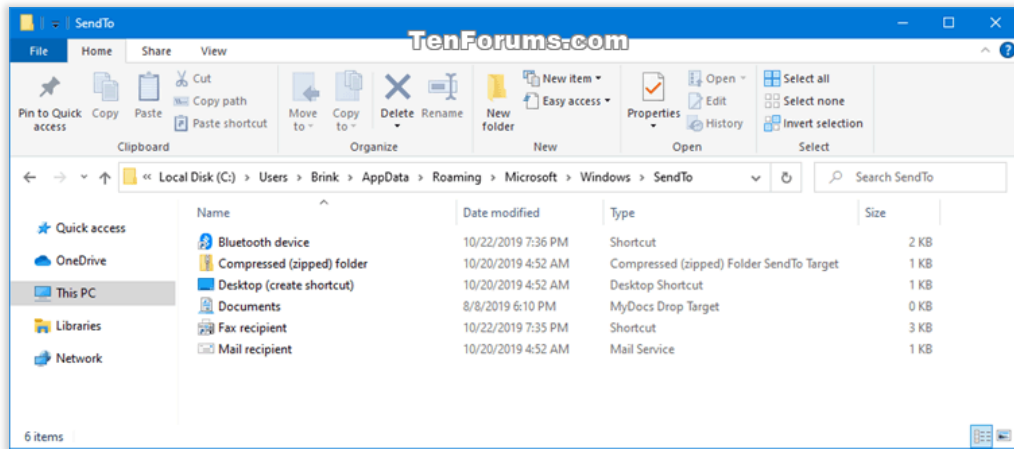 SendTo
TenForums.com
File Home Share View
Pin to Quick access
Copy
Paste
Cut
Copy path
Paste shortcut
Clipboard
Move to
Copy to
Delete
Rename
Organize
New folder
New item
Easy access
New
Properties
Open
Edit
History
Open
Select all
Select none
Invert selection
Select
« Local Disk (C:) › Users › Brink › AppData › Roaming › Microsoft › Windows › SendTo
Search SendTo
Quick access
OneDrive
This PC
Libraries
Network
Name Date modified Type Size
Bluetooth device 10/22/2019 7:36 PM Shortcut 2 KB
Compressed (zipped) folder 10/20/2019 4:52 AM Compressed (zipped) Folder SendTo Target 1 KB
Desktop (create shortcut) 10/20/2019 4:52 AM Desktop Shortcut 1 KB
Documents 8/8/2019 6:10 PM MyDocs Drop Target 0 KB
Fax recipient 10/22/2019 7:35 PM Shortcut 3 KB
Mail recipient 10/20/2019 4:52 AM Mail Service 1 KB
6 items